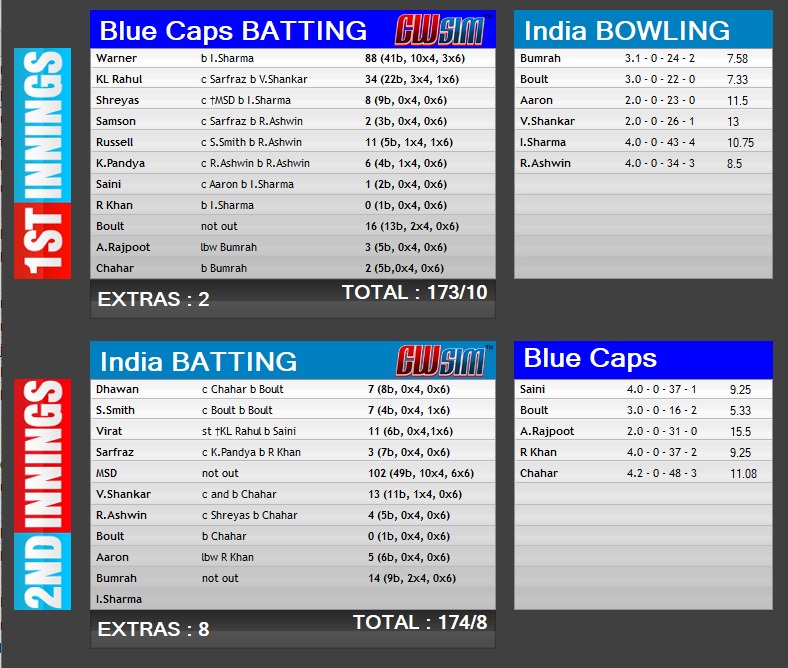 Blue Caps BATTING CWSIM™
Warner b I.Sharma 88 (41b, 10x4, 3x6)
KL Rahul c Sarfraz b V.Shankar 34 (22b, 3x4, 1x6)
Shreyas c †MSD b I.Sharma 8 (9b, 0x4, 0x6)
Samson c Sarfraz b R.Ashwin 2 (3b, 0x4, 0x6)
Russell c S.Smith b R.Ashwin 11 (5b, 1x4, 1x6)
K.Pandya c R.Ashwin b R.Ashwin 6 (4b, 1x4, 0x6)
Saini c Aaron b I.Sharma 1 (2b, 0x4, 0x6)
R Khan b I.Sharma 0 (1b, 0x4, 0x6)
Boult not out 16 (13b, 2x4, 0x6)
A.Rajpoot lbw Bumrah 3 (5b, 0x4, 0x6)
Chahar b Bumrah 2 (5b,0x4, 0x6)
EXTRAS : 2 TOTAL : 173/10
1ST INNINGS
India BOWLING
Bumrah 3.1 - 0 - 24 - 2 7.58
Boult 3.0 - 0 - 22 - 0 7.33
Aaron 2.0 - 0 - 23 - 0 11.5
V.Shankar 2.0 - 0 - 26 - 1 13
I.Sharma 4.0 - 0 - 43 - 4 10.75
R.Ashwin 4.0 - 0 - 34 - 3 8.5
India BATTING CWSIM™
Dhawan c Chahar b Boult 7 (8b, 0x4, 0x6)
S.Smith c Boult b Boult 7 (4b, 0x4, 1x6)
Virat st †KL Rahul b Saini 11 (6b, 0x4,1x6)
Sarfraz c K.Pandya b R Khan 3 (7b, 0x4, 0x6)
MSD not out 102 (49b, 10x4, 6x6)
V.Shankar c and b Chahar 13 (11b, 1x4, 0x6)
R.Ashwin c Shreyas b Chahar 4 (5b, 0x4, 0x6)
Boult b Chahar 0 (1b, 0x4, 0x6)
Aaron lbw R Khan 5 (6b, 0x4, 0x6)
Bumrah not out 14 (9b, 2x4, 0x6)
I.Sharma
EXTRAS : 8 TOTAL : 174/8
2ND INNINGS
Blue Caps
Saini 4.0 - 0 - 37 - 1 9.25
Boult 3.0 - 0 - 16 - 2 5.33
A.Rajpoot 2.0 - 0 - 31 - 0 15.5
R Khan 4.0 - 0 - 37 - 2 9.25
Chahar 4.2 - 0 - 48 - 3 11.08